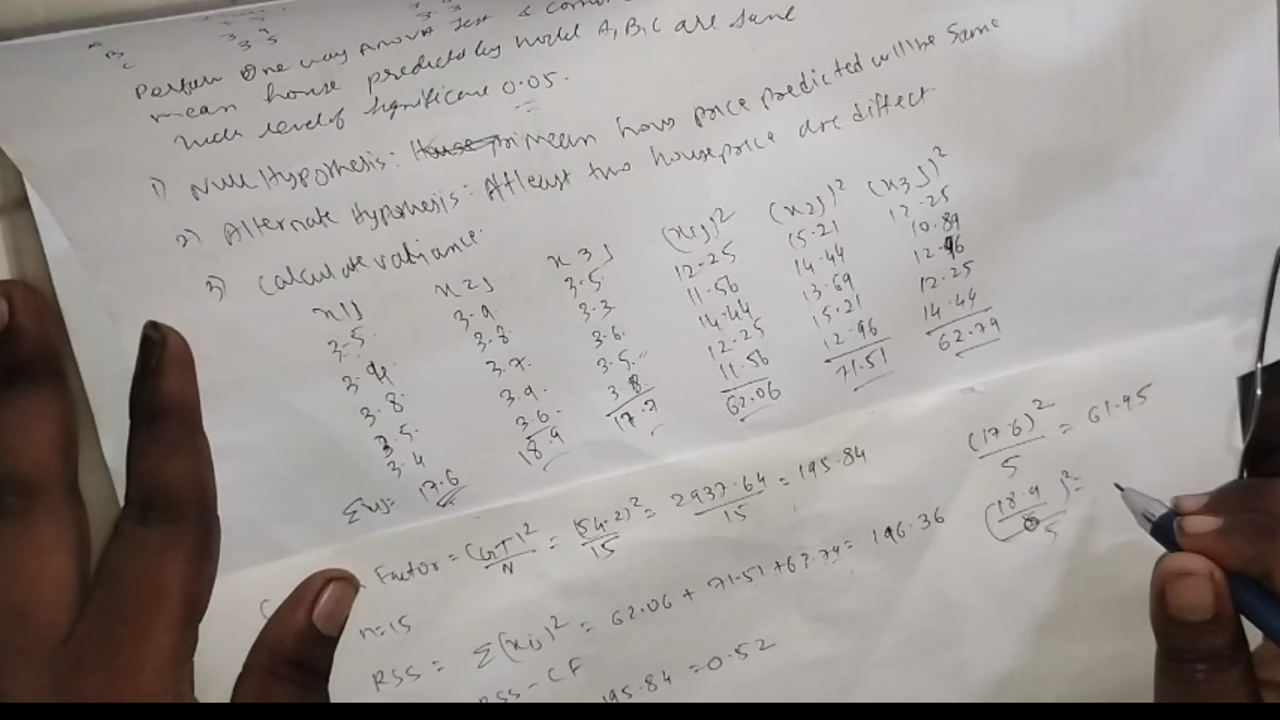 A
B
C
3.5
Perform One way ANOVA Test &
mean house predicted by model A, B, C are same
with level of significance 0.05.
1) Null Hypothesis: House pri mean hous price predicted will be same
2) Alternate Hypothesis: Atleast two houseprice are diffect
3) Calculate variance.
x1j x2j x3j (x1j)² (x2j)² (x3j)²
3.5 3.9 3.5 12.25 15.21 12.25
3.4 3.8 3.3 11.56 14.44 10.89
3.8 3.7 3.6 14.44 13.69 12.96
3.5 3.9 3.5 12.25 15.21 12.25
3.4 3.6 3.8 11.56 12.96 14.44
Σxij= 17.6 18.9 17.7 62.06 71.51 62.79
Factor = (GT)²/N = (54.2)²/15 = 2937.64/15 = 195.84
n=15
RSS = Σ(xij)² = 62.06 + 71.51 + 62.79 = 196.36
RSS - CF
195.84 = 0.52
(17.6)²/5 = 61.95
(18.9/5)² =